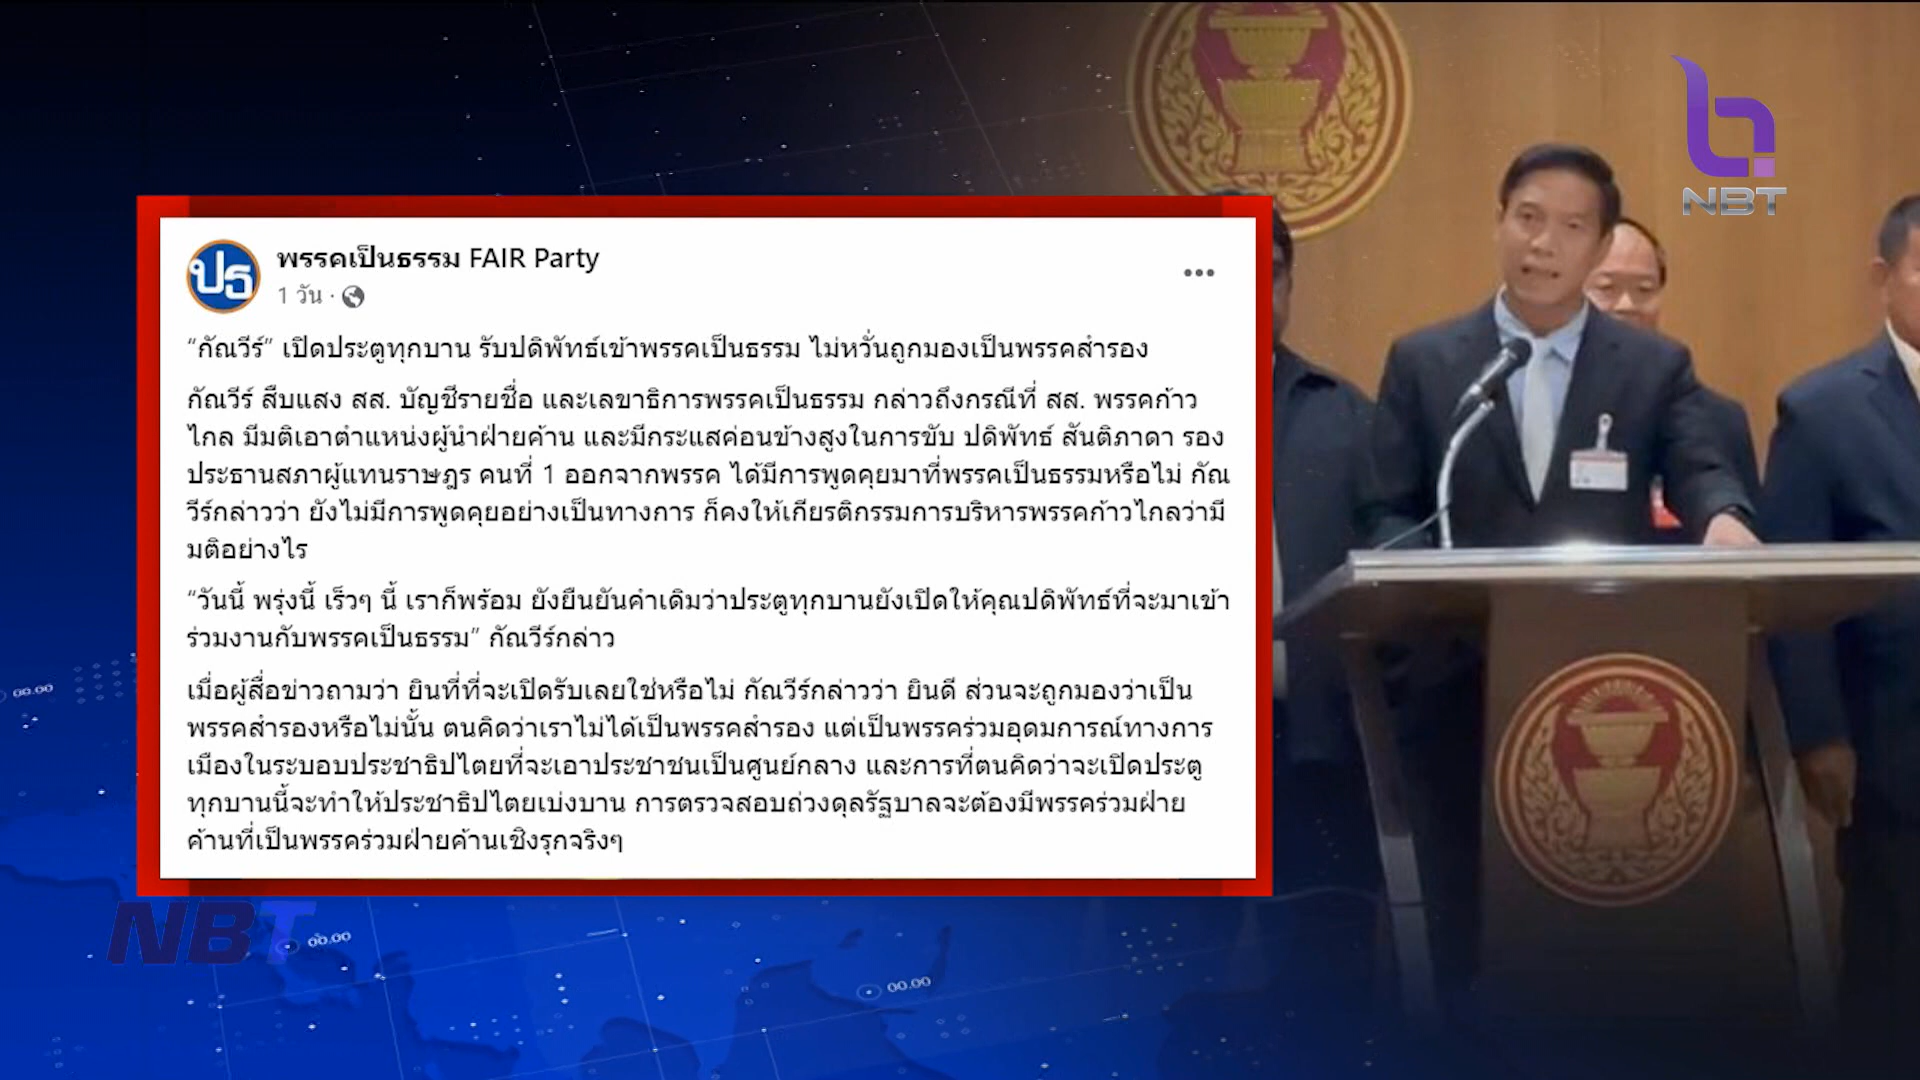 NBT
พรรคเป็นธรรม FAIR Party
ปธ
1 วัน ·
“กัณวีร์” เปิดประตูทุกบาน รับปดิพัทธ์เข้าพรรคเป็นธรรม ไม่หวั่นถูกมองเป็นพรรคสำรอง
กัณวีร์ สืบแสง สส. บัญชีรายชื่อ และเลขาธิการพรรคเป็นธรรม กล่าวถึงกรณีที่ สส. พรรคก้าว
ไกล มีมติเอาตำแหน่งผู้นำฝ่ายค้าน และมีกระแสค่อนข้างสูงในการขับ ปดิพัทธ์ สันติภาดา รอง
ประธานสภาผู้แทนราษฎร คนที่ 1 ออกจากพรรค ได้มีการพูดคุยมาที่พรรคเป็นธรรมหรือไม่ กัณ
วีร์กล่าวว่า ยังไม่มีการพูดคุยอย่างเป็นทางการ ก็คงให้เกียรติกรรมการบริหารพรรคก้าวไกลว่ามี
มติอย่างไร
“วันนี้ พรุ่งนี้ เร็วๆ นี้ เราก็พร้อม ยังยืนยันคำเดิมว่าประตูทุกบานยังเปิดให้คุณปดิพัทธ์ที่จะมาเข้า
ร่วมงานกับพรรคเป็นธรรม” กัณวีร์กล่าว
เมื่อผู้สื่อข่าวถามว่า ยินที่ที่จะเปิดรับเลยใช่หรือไม่ กัณวีร์กล่าวว่า ยินดี ส่วนจะถูกมองว่าเป็น
พรรคสำรองหรือไม่นั้น ตนคิดว่าเราไม่ได้เป็นพรรคสำรอง แต่เป็นพรรคร่วมอุดมการณ์ทางการ
เมืองในระบอบประชาธิปไตยที่จะเอาประชาชนเป็นศูนย์กลาง และการที่ตนคิดว่าจะเปิดประตู
ทุกบานนี้จะทำให้ประชาธิปไตยเบ่งบาน การตรวจสอบถ่วงดุลรัฐบาลจะต้องมีพรรคร่วมฝ่าย
ค้านที่เป็นพรรคร่วมฝ่ายค้านเชิงรุกจริงๆ
00.00
NBT
00.00
00.00